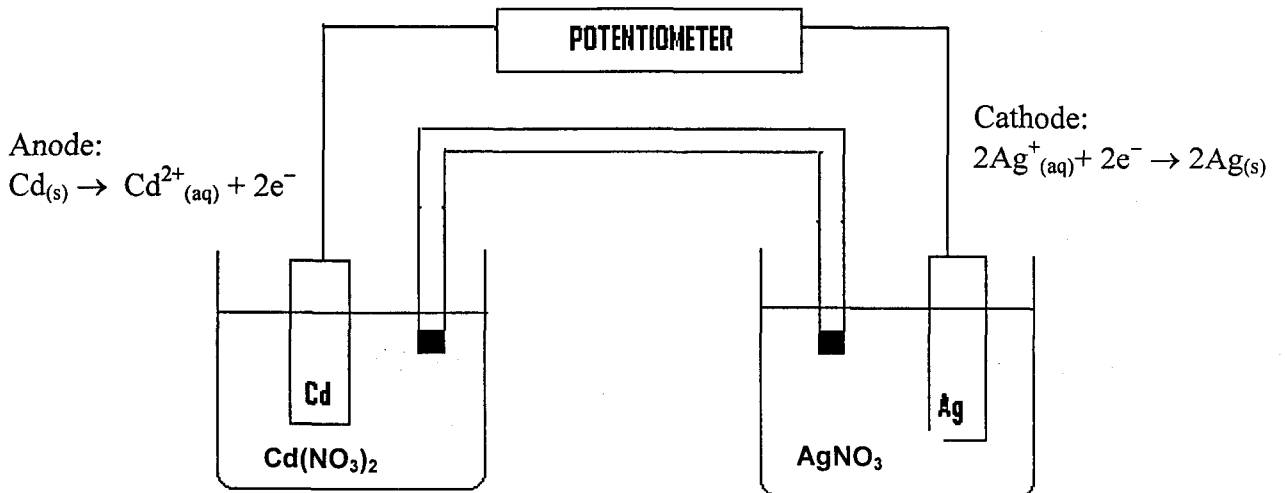 POTENTIOMETER
Anode:
Cd(s) → Cd²⁺(aq) + 2e⁻
Cathode:
2Ag⁺(aq)+ 2e⁻ → 2Ag(s)
Cd
Cd(NO₃)₂
Ag
AgNO₃